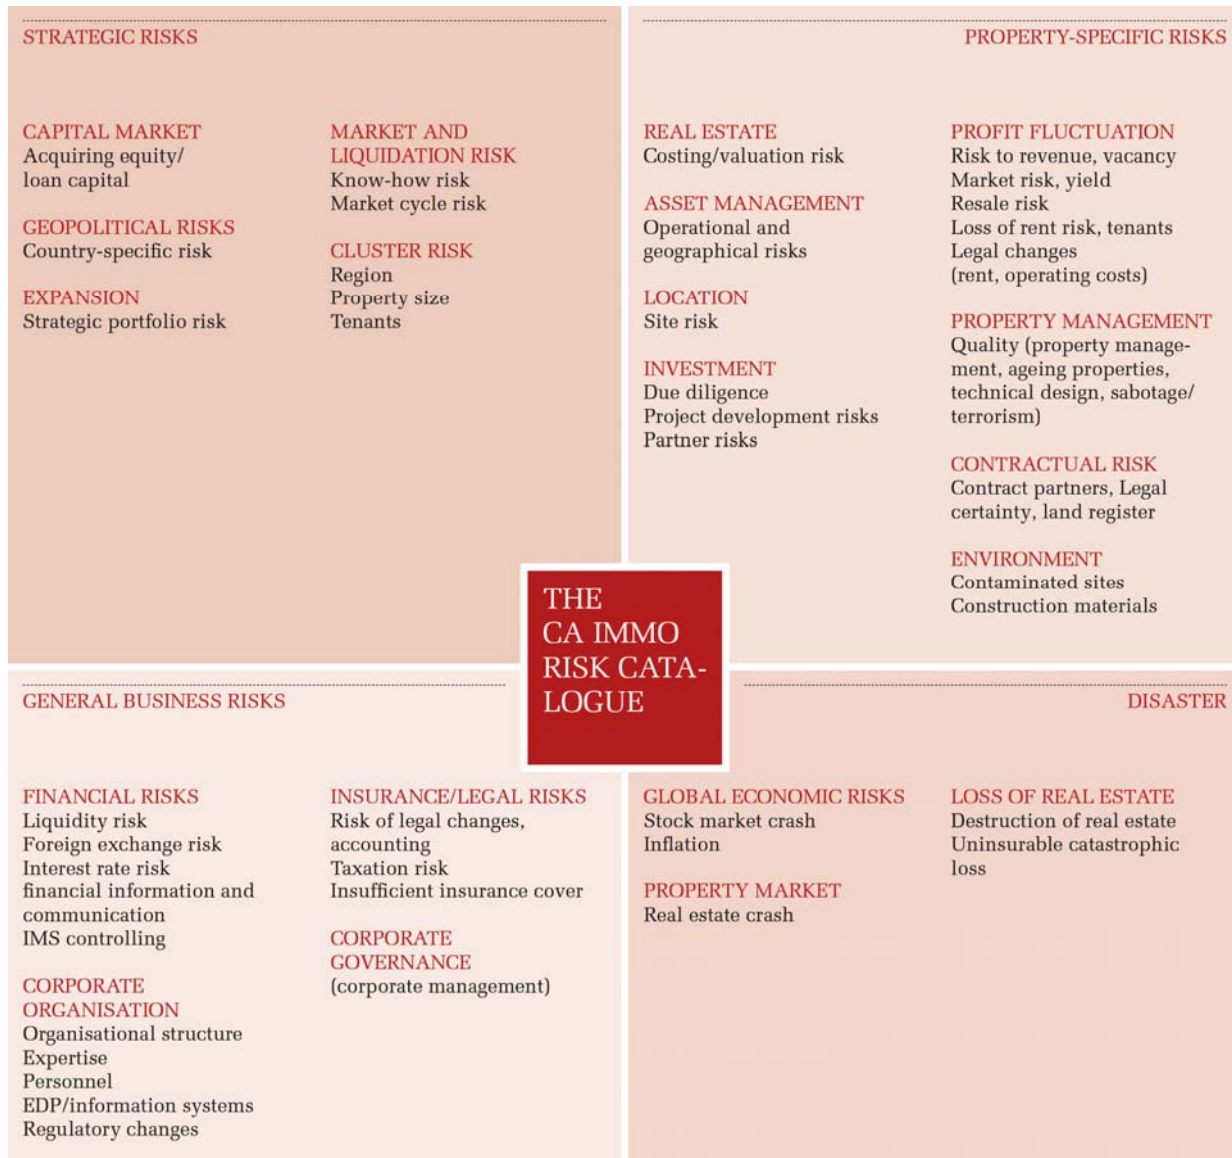 STRATEGIC RISKS
CAPITAL MARKET
Acquiring equity/
loan capital
GEOPOLITICAL RISKS
Country-specific risk
EXPANSION
Strategic portfolio risk
MARKET AND
LIQUIDATION RISK
Know-how risk
Market cycle risk
CLUSTER RISK
Region
Property size
Tenants
PROPERTY-SPECIFIC RISKS
REAL ESTATE
Costing/valuation risk
ASSET MANAGEMENT
Operational and
geographical risks
LOCATION
Site risk
INVESTMENT
Due diligence
Project development risks
Partner risks
PROFIT FLUCTUATION
Risk to revenue, vacancy
Market risk, yield
Resale risk
Loss of rent risk, tenants
Legal changes
(rent, operating costs)
PROPERTY MANAGEMENT
Quality (property manage-
ment, ageing properties,
technical design, sabotage/
terrorism)
CONTRACTUAL RISK
Contract partners, Legal
certainty, land register
ENVIRONMENT
Contaminated sites
Construction materials
THE
CA IMMO
RISK CATA-
LOGUE
GENERAL BUSINESS RISKS
FINANCIAL RISKS
Liquidity risk
Foreign exchange risk
Interest rate risk
financial information and
communication
IMS controlling
CORPORATE
ORGANISATION
Organisational structure
Expertise
Personnel
EDP/information systems
Regulatory changes
INSURANCE/LEGAL RISKS
Risk of legal changes,
accounting
Taxation risk
Insufficient insurance cover
CORPORATE
GOVERNANCE
(corporate management)
DISASTER
GLOBAL ECONOMIC RISKS
Stock market crash
Inflation
PROPERTY MARKET
Real estate crash
LOSS OF REAL ESTATE
Destruction of real estate
Uninsurable catastrophic
loss